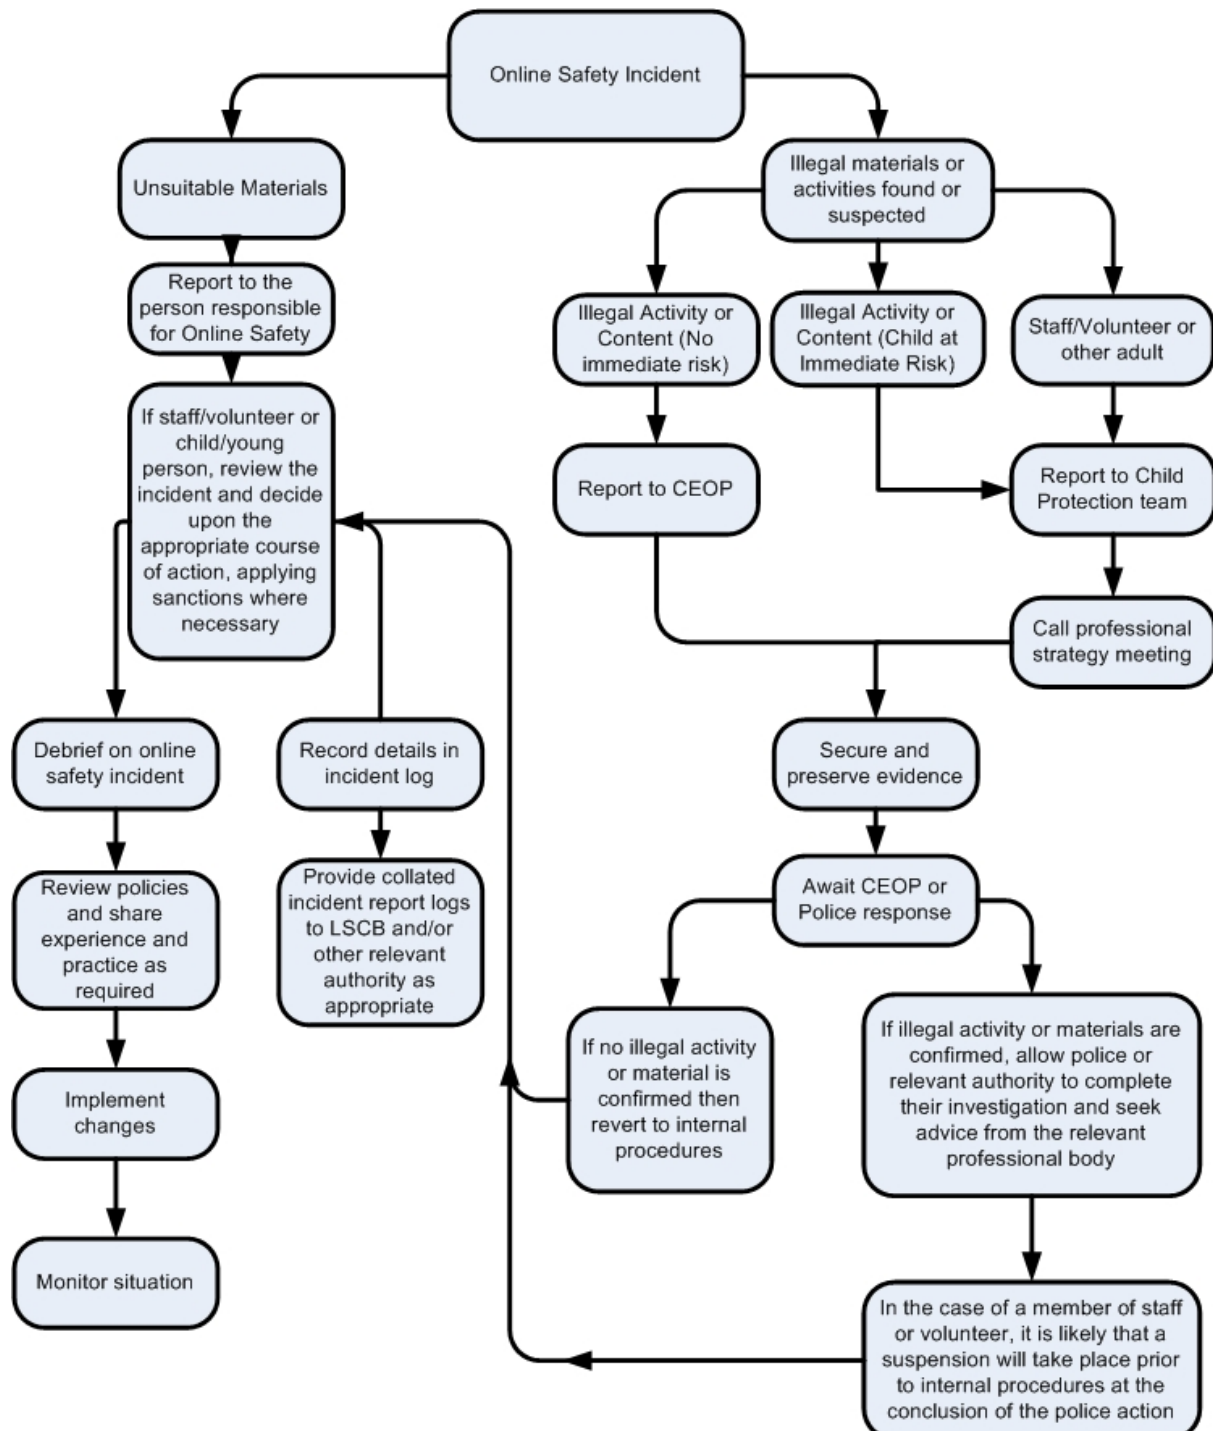 Online Safety Incident
Unsuitable Materials
Illegal materials or
activities found or
suspected
Report to the
person responsible
for Online Safety
Illegal Activity or
Content (No
immediate risk)
Illegal Activity or
Content (Child at
Immediate Risk)
Staff/Volunteer or
other adult
If staff/volunteer or
child/young
person, review the
incident and decide
upon the
appropriate course
of action, applying
sanctions where
necessary
Report to CEOP
Report to Child
Protection team
Call professional
strategy meeting
Debrief on online
safety incident
Record details in
incident log
Secure and
preserve evidence
Review policies
and share
experience and
practice as
required
Provide collated
incident report logs
to LSCB and/or
other relevant
authority as
appropriate
Await CEOP or
Police response
If no illegal activity
or material is
confirmed then
revert to internal
procedures
If illegal activity or materials are
confirmed, allow police or
relevant authority to complete
their investigation and seek
advice from the relevant
professional body
Implement
changes
Monitor situation
In the case of a member of staff
or volunteer, it is likely that a
suspension will take place prior
to internal procedures at the
conclusion of the police action